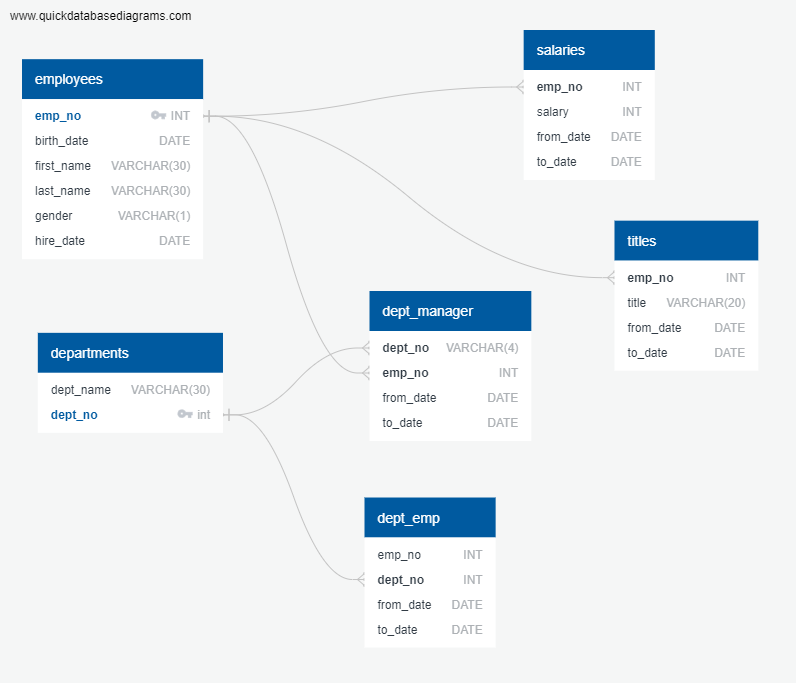 www.quickdatabasediagrams.com
employees
emp_no INT
birth_date DATE
first_name VARCHAR(30)
last_name VARCHAR(30)
gender VARCHAR(1)
hire_date DATE
salaries
emp_no INT
salary INT
from_date DATE
to_date DATE
titles
emp_no INT
title VARCHAR(20)
from_date DATE
to_date DATE
dept_manager
dept_no VARCHAR(4)
emp_no INT
from_date DATE
to_date DATE
departments
dept_name VARCHAR(30)
dept_no int
dept_emp
emp_no INT
dept_no INT
from_date DATE
to_date DATE